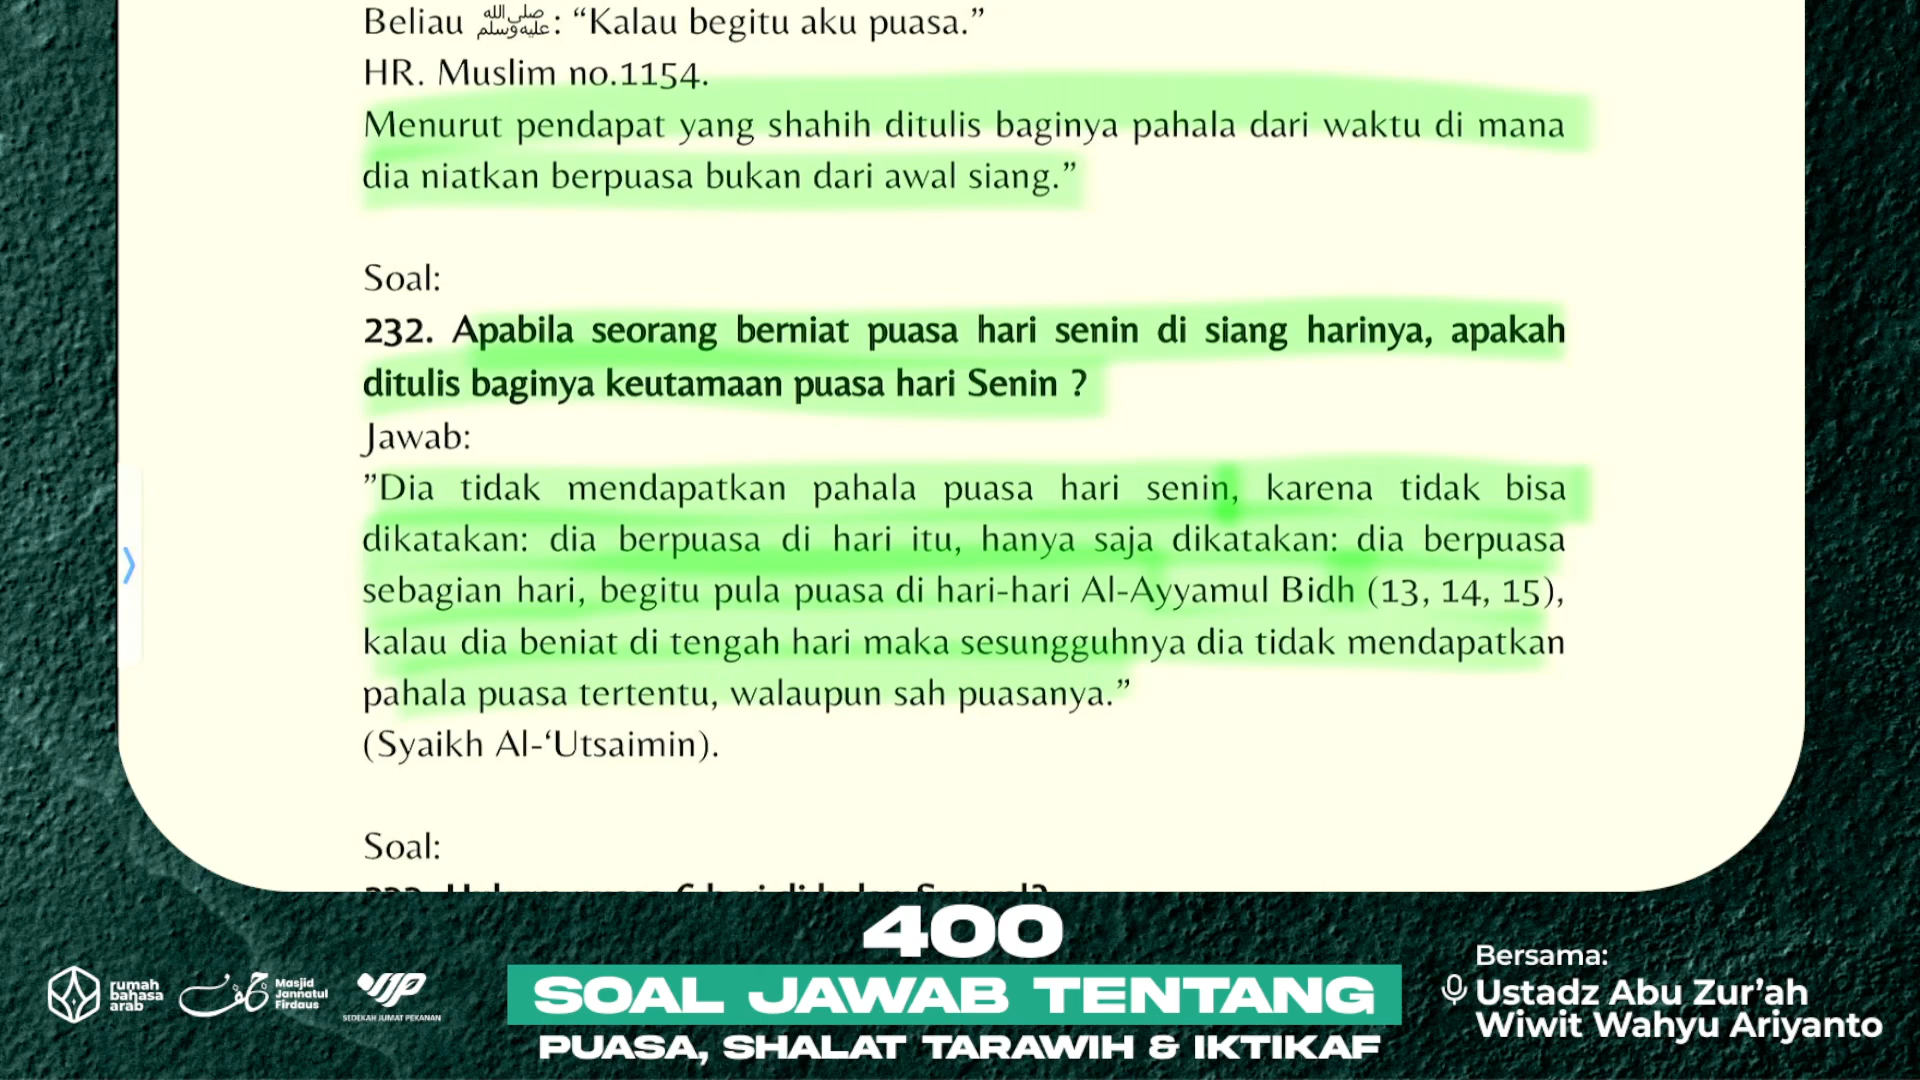 Beliau ﷺ: “Kalau begitu aku puasa.”
HR. Muslim no.1154.
Menurut pendapat yang shahih ditulis baginya pahala dari waktu di mana
dia niatkan berpuasa bukan dari awal siang.”
Soal:
232. Apabila seorang berniat puasa hari senin di siang harinya, apakah
ditulis baginya keutamaan puasa hari Senin ?
Jawab:
”Dia tidak mendapatkan pahala puasa hari senin, karena tidak bisa
dikatakan: dia berpuasa di hari itu, hanya saja dikatakan: dia berpuasa
sebagian hari, begitu pula puasa di hari-hari Al-Ayyamul Bidh (13, 14, 15),
kalau dia beniat di tengah hari maka sesungguhnya dia tidak mendapatkan
pahala puasa tertentu, walaupun sah puasanya.”
(Syaikh Al-‘Utsaimin).
Soal:
400
SOAL JAWAB TENTANG
PUASA, SHALAT TARAWIH & IKTIKAF
rumah
bahasa
arab
Masjid
Jannatul
Firdaus
SJP
SEDEKAH JUMAT PEKANAN
Bersama:
Ustadz Abu Zur’ah
Wiwit Wahyu Ariyanto